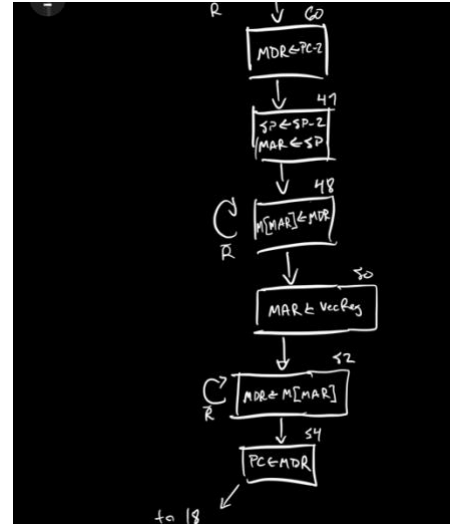 R
60
MDR←PC-2
47
SP←SP-2
MAR←SP
48
M[MAR]←MDR
R̅
50
MAR←VecReg
52
MDR←M[MAR]
R̅
54
PC←MDR
to 18